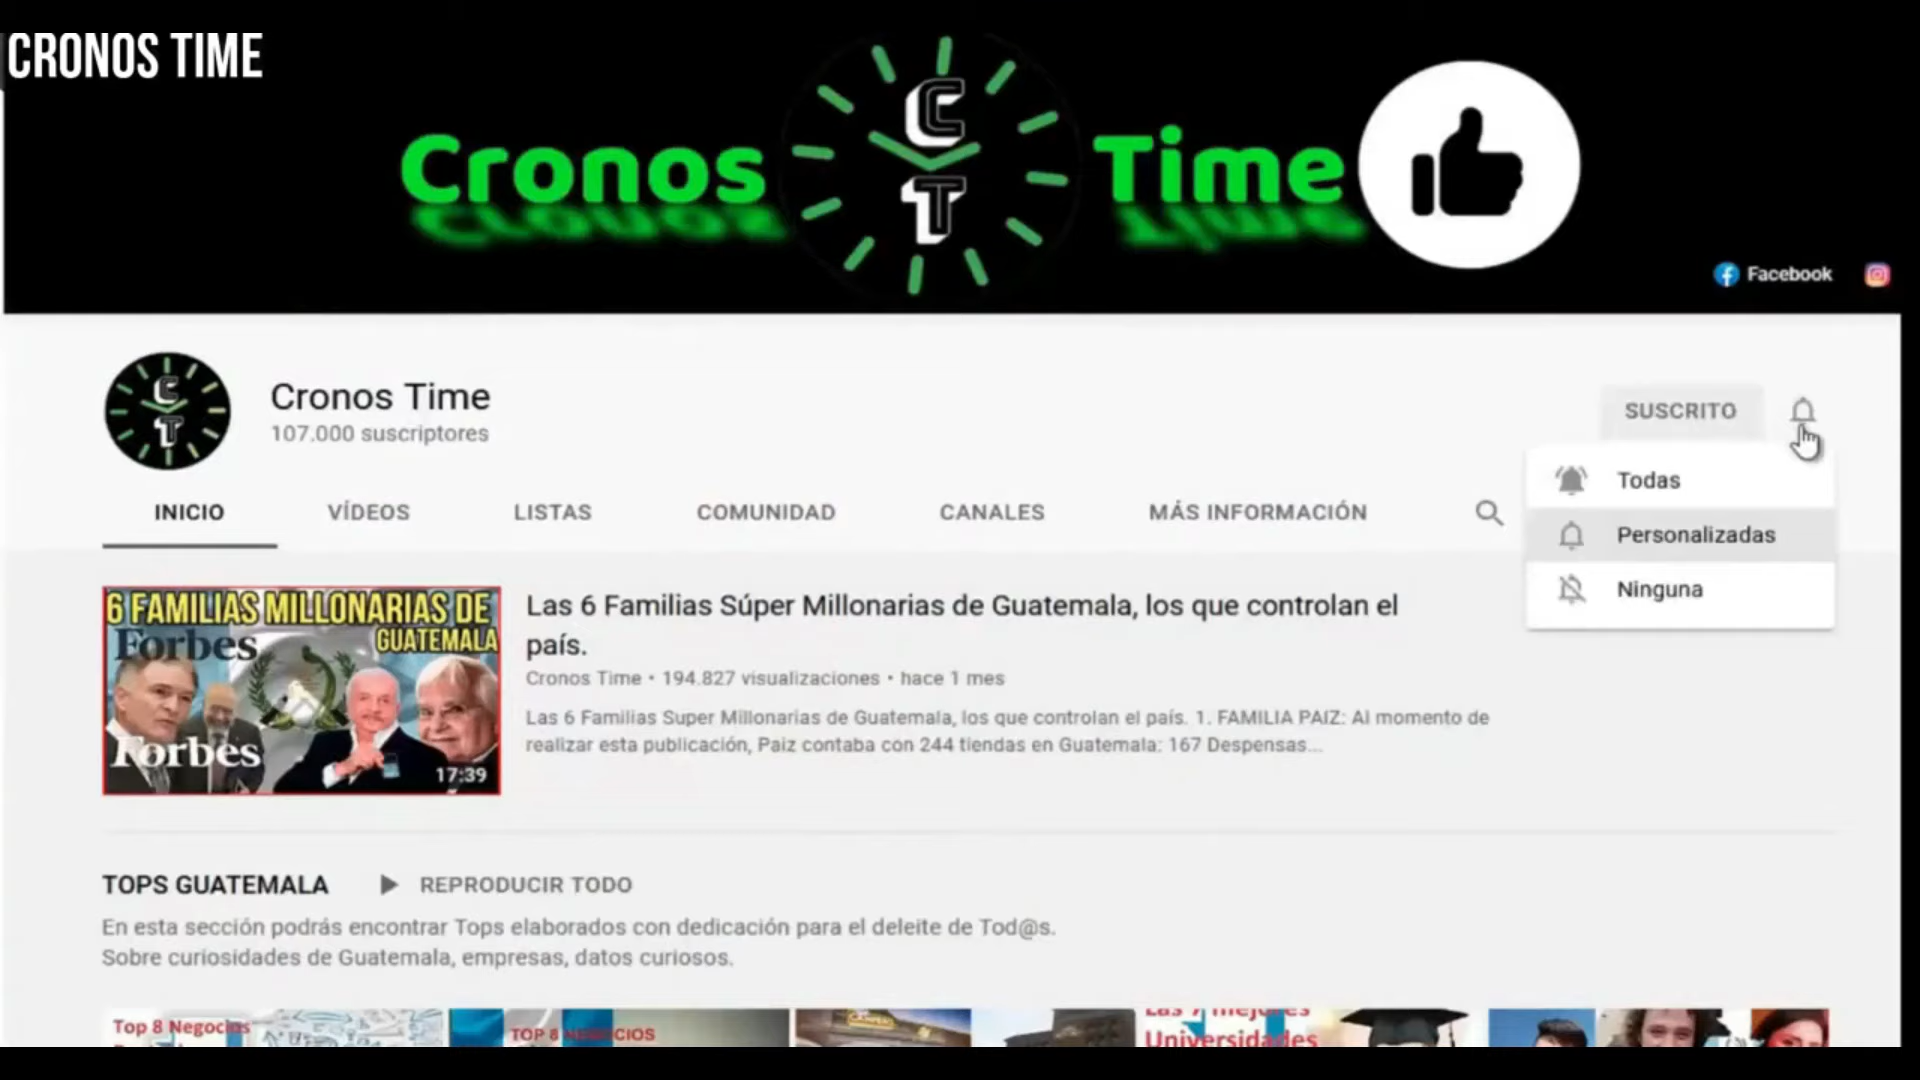 CRONOS TIME
Cronos
C
T
Time
Facebook
C
T
Cronos Time
107.000 suscriptores
SUSCRITO
INICIO
VÍDEOS
LISTAS
COMUNIDAD
CANALES
MÁS INFORMACIÓN
Todas
Personalizadas
Ninguna
6 FAMILIAS MILLONARIAS DE
GUATEMALA
Forbes
Forbes
17:39
Las 6 Familias Súper Millonarias de Guatemala, los que controlan el
país.
Cronos Time • 194.827 visualizaciones • hace 1 mes
Las 6 Familias Super Millonarias de Guatemala, los que controlan el país. 1. FAMILIA PAIZ: Al momento de
realizar esta publicación, Paiz contaba con 244 tiendas en Guatemala: 167 Despensas...
TOPS GUATEMALA
REPRODUCIR TODO
En esta sección podrás encontrar Tops elaborados con dedicación para el deleite de Tod@s.
Sobre curiosidades de Guatemala, empresas, datos curiosos.
Top 8 Negocios
TOP 8 NEGOCIOS
Las 7 mejores
Universidades